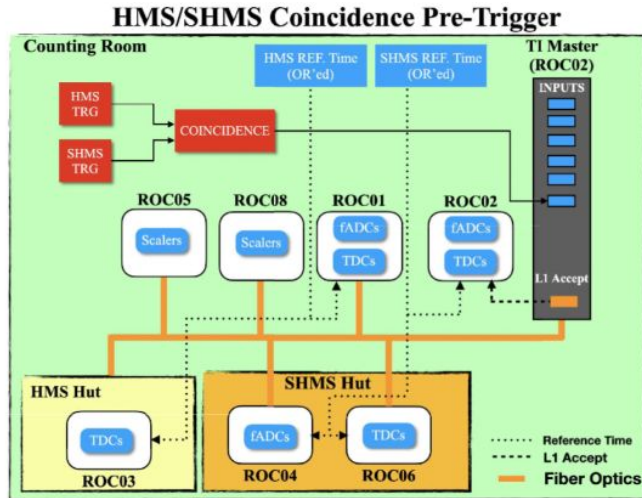 HMS/SHMS Coincidence Pre-Trigger
Counting Room
HMS REF. Time
(OR'ed)
SHMS REF. Time
(OR'ed)
TI Master
(ROC02)
INPUTS
HMS
TRG
SHMS
TRG
COINCIDENCE
ROC05
Scalers
ROC08
Scalers
ROC01
fADCs
TDCs
ROC02
fADCs
TDCs
L1 Accept
HMS Hut
TDCs
ROC03
SHMS Hut
fADCs
ROC04
TDCs
ROC06
Reference Time
L1 Accept
Fiber Optics